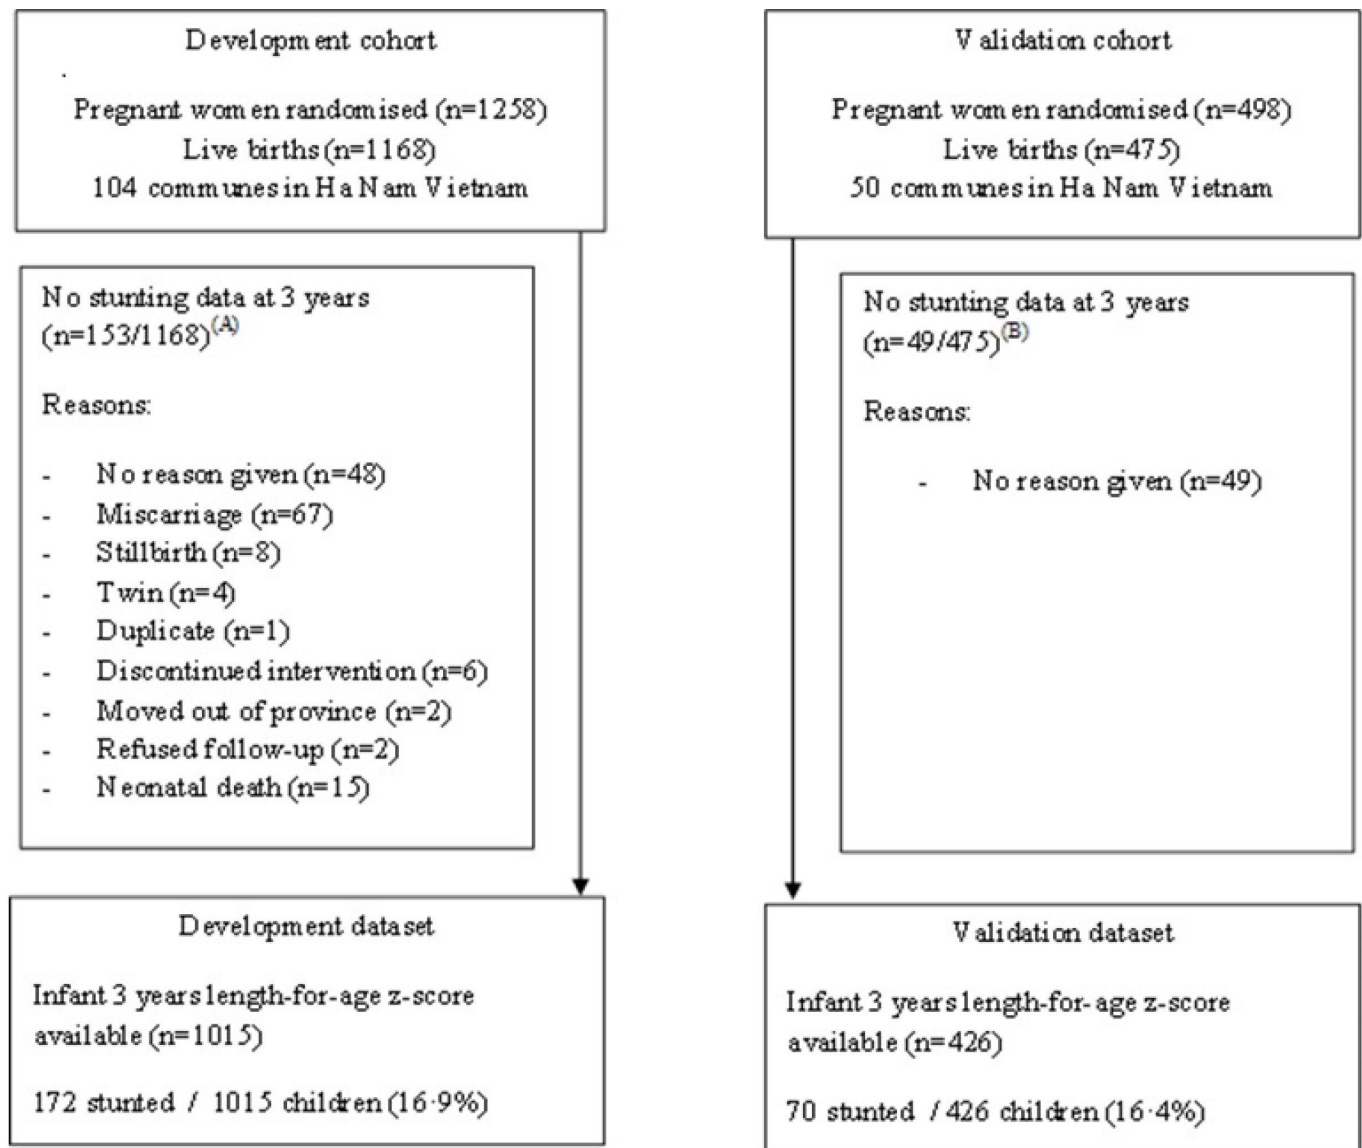 Development cohort
Pregnant women randomised (n=1258)
Live births (n=1168)
104 communes in Ha Nam Vietnam
No stunting data at 3 years
(n=153/1168)(A)
Reasons:
- No reason given (n=48)
- Miscarriage (n=67)
- Stillbirth (n=8)
- Twin (n=4)
- Duplicate (n=1)
- Discontinued intervention (n=6)
- Moved out of province (n=2)
- Refused follow-up (n=2)
- Neonatal death (n=15)
Development dataset
Infant 3 years length-for-age z-score
available (n=1015)
172 stunted / 1015 children (16·9%)
Validation cohort
Pregnant women randomised (n=498)
Live births (n=475)
50 communes in Ha Nam Vietnam
No stunting data at 3 years
(n=49/475)(B)
Reasons:
- No reason given (n=49)
Validation dataset
Infant 3 years length-for-age z-score
available (n=426)
70 stunted / 426 children (16·4%)